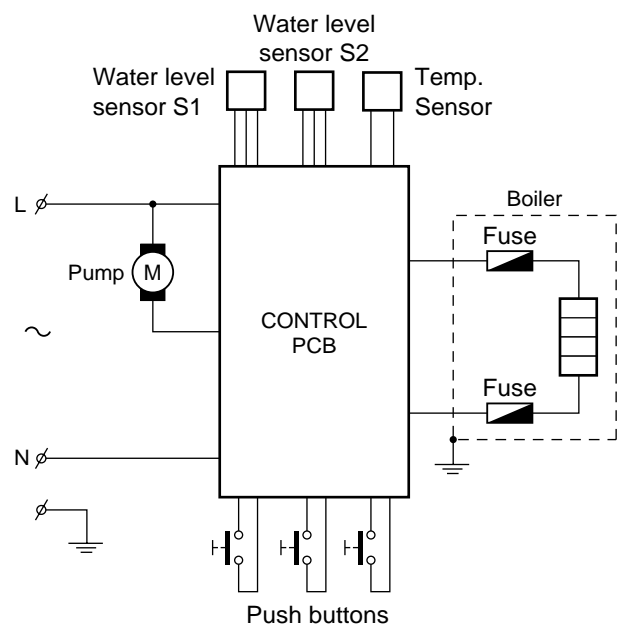 Water level
sensor S2
Water level
sensor S1
Temp.
Sensor
L
Boiler
Fuse
Pump
M
CONTROL
PCB
Fuse
N
Push buttons